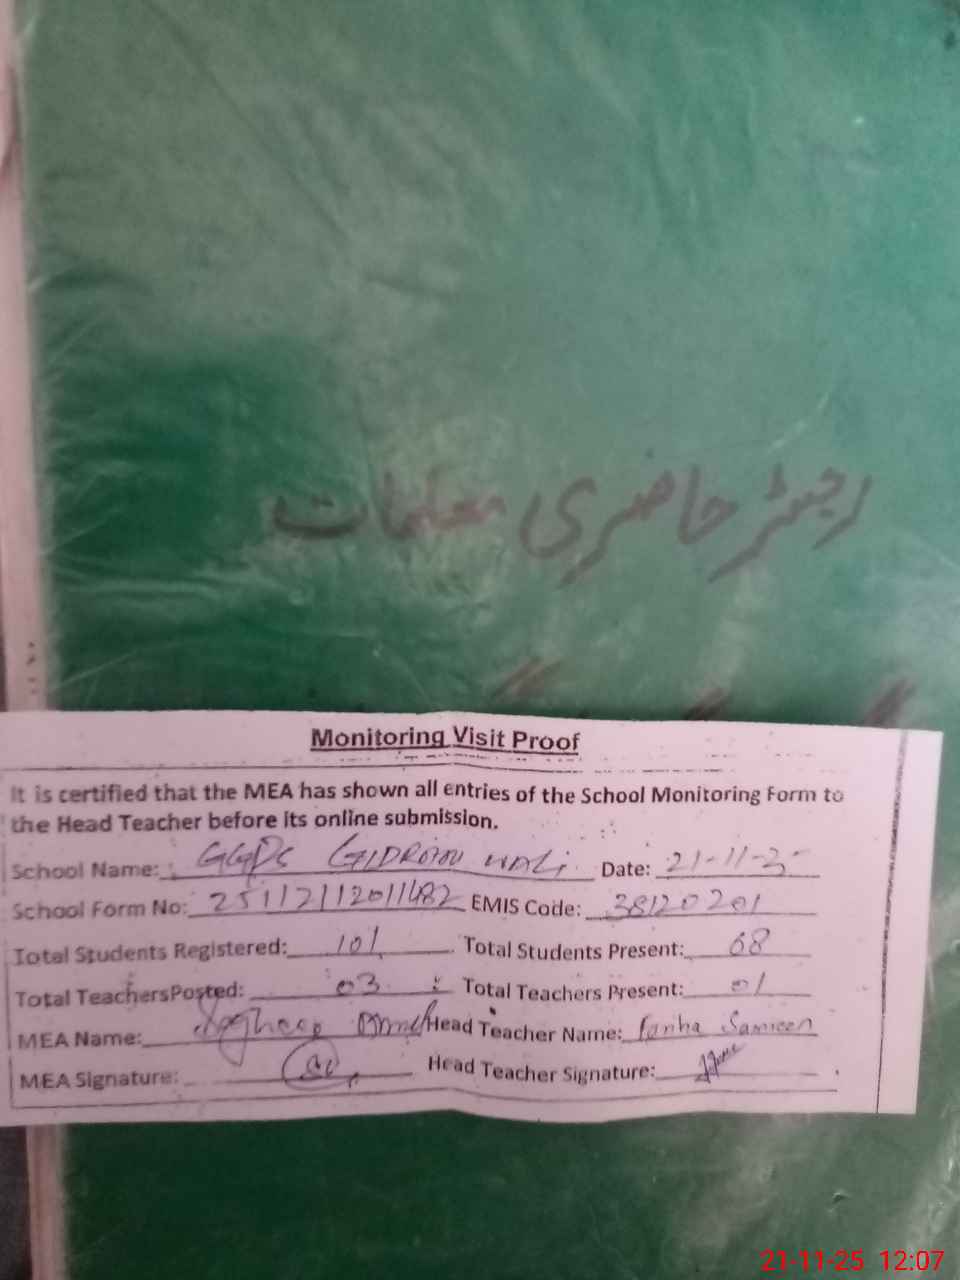 رجسٹر حاضری معلمات
Monitoring Visit Proof
It is certified that the MEA has shown all entries of the School Monitoring Form to
the Head Teacher before its online submission.
School Name: GGPS WALI Date: 21-11-25
School Form No: 25112112011482 EMIS Code: 38120201
Total Students Registered: 101 Total Students Present: 68
Total TeachersPosted: 03 Total Teachers Present: 01
MEA Name: Head Teacher Name: Samreen
MEA Signature: Head Teacher Signature:
21-11-25 12:07